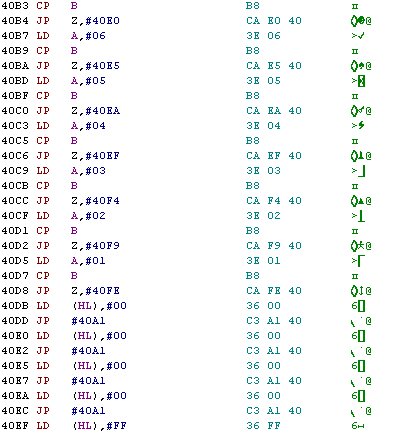 40B3 CP B B8
40B4 JP Z,#40E0 CA E0 40 @
40B7 LD A,#06 3E 06 >
40B9 CP B B8
40BA JP Z,#40E5 CA E5 40 @
40BD LD A,#05 3E 05 >
40BF CP B B8
40C0 JP Z,#40EA CA EA 40 @
40C3 LD A,#04 3E 04 >
40C5 CP B B8
40C6 JP Z,#40EF CA EF 40 @
40C9 LD A,#03 3E 03 >
40CB CP B B8
40CC JP Z,#40F4 CA F4 40 @
40CF LD A,#02 3E 02 >
40D1 CP B B8
40D2 JP Z,#40F9 CA F9 40 @
40D5 LD A,#01 3E 01 >
40D7 CP B B8
40D8 JP Z,#40FE CA FE 40 @
40DB LD (HL),#00 36 00 6
40DD JP #40A1 C3 A1 40 @
40E0 LD (HL),#00 36 00 6
40E2 JP #40A1 C3 A1 40 @
40E5 LD (HL),#00 36 00 6
40E7 JP #40A1 C3 A1 40 @
40EA LD (HL),#00 36 00 6
40EC JP #40A1 C3 A1 40 @
40EF LD (HL),#FF 36 FF 6